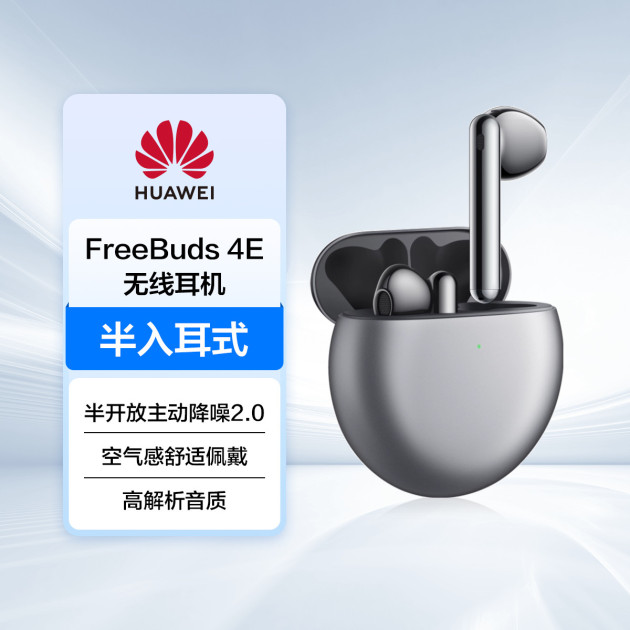 HUAWEI
FreeBuds 4E
无线耳机
半入耳式
半开放主动降噪2.0
空气感舒适佩戴
高解析音质